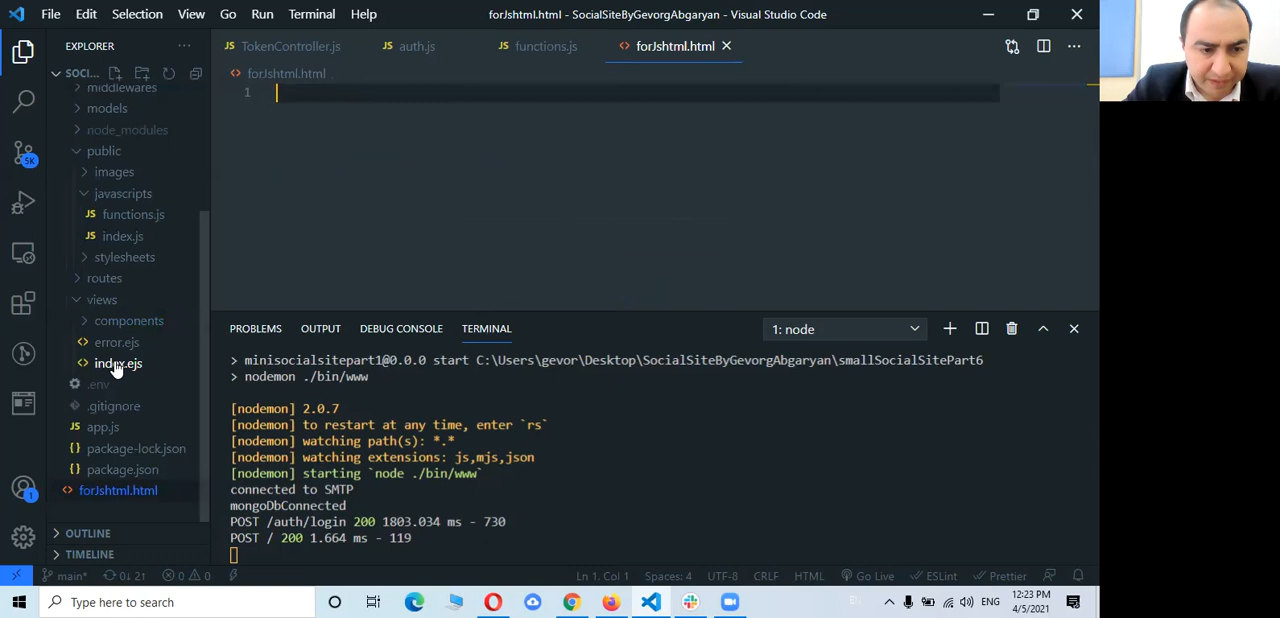 File Edit Selection View Go Run Terminal Help
forJshtml.html - SocialSiteByGevorgAbgaryan - Visual Studio Code
EXPLORER
TokenController.js
auth.js
functions.js
forJshtml.html
SOCI...
forJshtml.html
1
middlewares
models
node_modules
public
images
javascripts
functions.js
index.js
stylesheets
routes
views
components
error.ejs
index.ejs
.env
.gitignore
app.js
package-lock.json
package.json
forJshtml.html
OUTLINE
TIMELINE
5K
1
PROBLEMS OUTPUT DEBUG CONSOLE TERMINAL
1: node
> minisocialsitepart1@0.0.0 start C:\Users\gevor\Desktop\SocialSiteByGevorgAbgaryan\smallSocialSitePart6
> nodemon ./bin/www
[nodemon] 2.0.7
[nodemon] to restart at any time, enter `rs`
[nodemon] watching path(s): *.*
[nodemon] watching extensions: js,mjs,json
[nodemon] starting `node ./bin/www`
connected to SMTP
mongoDbConnected
POST /auth/login 200 1803.034 ms - 730
POST / 200 1.664 ms - 119
main* 0↓ 2↑ 0 0
Ln 1, Col 1 Spaces: 4 UTF-8 CRLF HTML Go Live ESLint Prettier
Type here to search
ENG
12:23 PM
4/5/2021